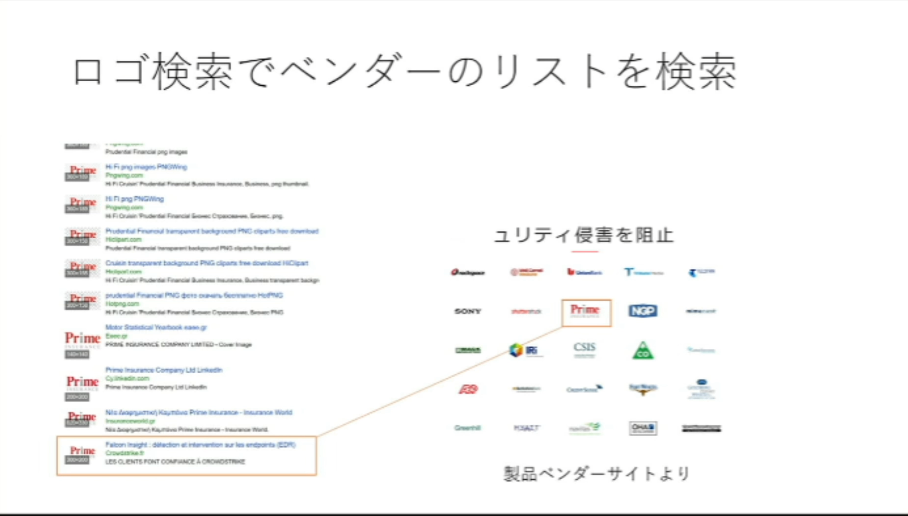 ロゴ検索でベンダーのリストを検索
Prudential Financial png images
Prime
Hi Fi png images PNGWing
Pngwing.com
Hi Fi Cruisin' Prudential Financial Business Insurance, Business, png thumbnail.
Prime
Hi Fi png PNGWing
Pngwing.com
Hi Fi Cruisin 'Prudential Financial Бизнес Страхование, Бизнес, png.
Prime
Prudential Financial transparent background PNG cliparts free download
Hiclipart.com
Prudential Financial transparent background PNG cliparts free download
Prime
Cruisin transparent background PNG cliparts free download HiClipart
Hiclipart.com
Hi Fi Cruisin' Prudential Financial Business Insurance, Business transparent backgr
Prime
prudential Financial PNG фото скачать бесплатно HotPNG
Hotpng.com
Hi Fi Cruisin 'Prudential Financial Бизнес Страхование, Бизнес PNG
Prime
Motor Statistical Yearbook eaee.gr
Eaee.gr
PRIME INSURANCE COMPANY LIMITED - Cover Image
Prime
Prime Insurance Company Ltd LinkedIn
Cy.linkedin.com
Prime Insurance Company Ltd LinkedIn
Prime
Νέα Διαφημιστική Καμπάνια Prime Insurance - Insurance World
Insuranceworld.gr
Νέα Διαφημιστική Καμπάνια Prime Insurance - Insurance World.
Prime
Falcon Insight : détection et intervention sur les endpoints (EDR)
Crowdstrike.fr
LES CLIENTS FONT CONFIANCE À CROWDSTRIKE
ュリティ侵害を阻止
rackspace
UnionBank
SONY
shutterstock
Prime
NGP
IRi
CSIS
CO
ADP
Greenhill
OHA
製品ベンダーサイトより